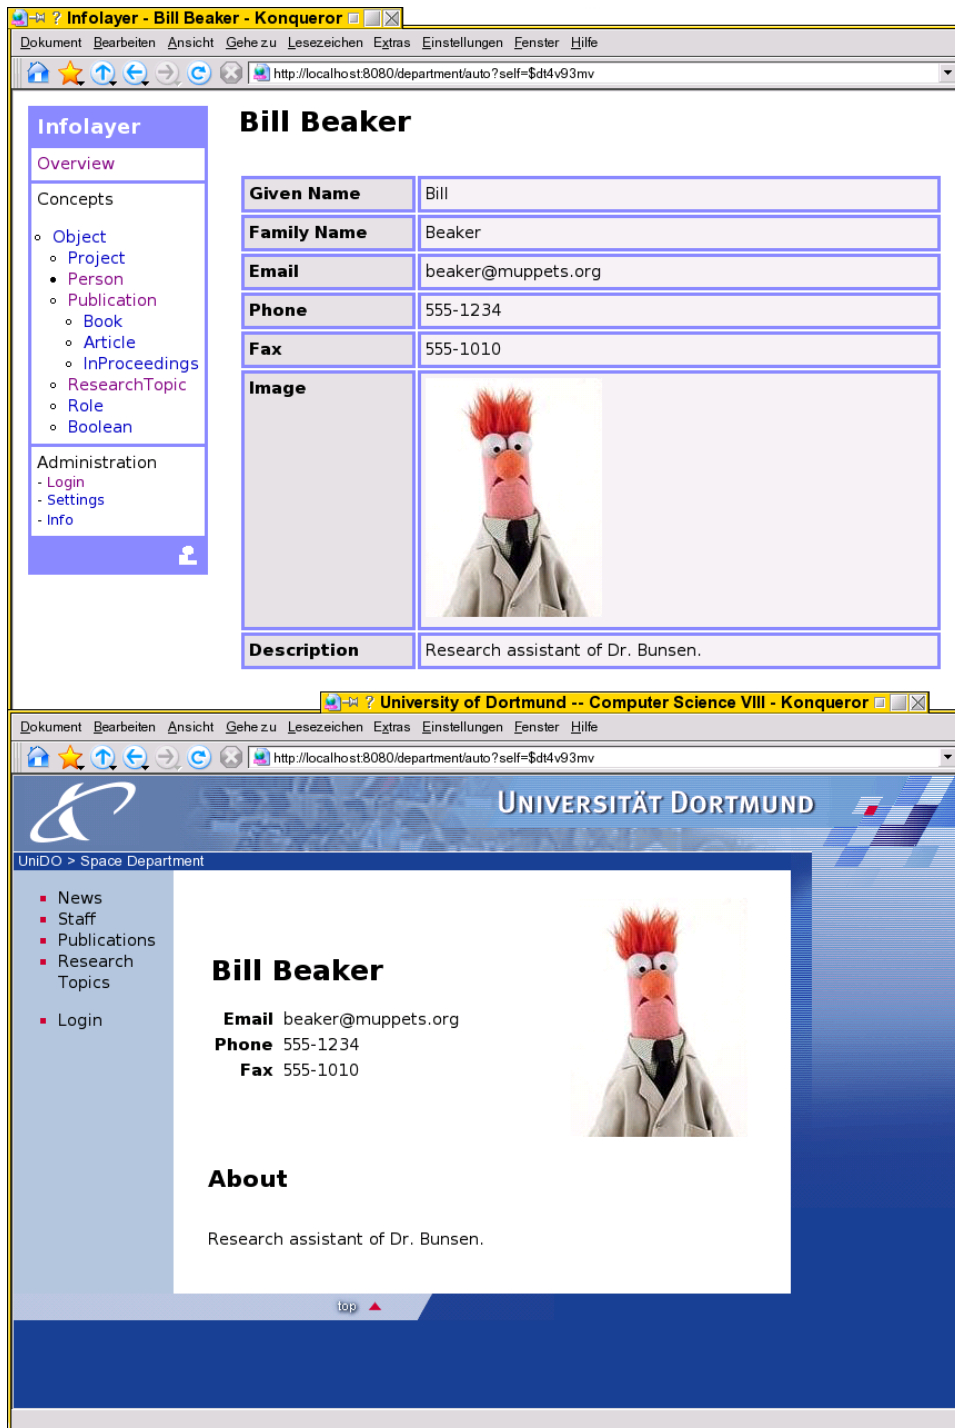 ? Infolayer - Bill Beaker - Konqueror
Dokument Bearbeiten Ansicht Gehe zu Lesezeichen Extras Einstellungen Fenster Hilfe
http://localhost:8080/department/auto?self=$dt4v93mv
Infolayer
Overview
Concepts
Object
Project
Person
Publication
Book
Article
InProceedings
ResearchTopic
Role
Boolean
Administration
- Login
- Settings
- Info
Bill Beaker
Given Name Bill
Family Name Beaker
Email beaker@muppets.org
Phone 555-1234
Fax 555-1010
Image
Description Research assistant of Dr. Bunsen.
? University of Dortmund -- Computer Science VIII - Konqueror
Dokument Bearbeiten Ansicht Gehe zu Lesezeichen Extras Einstellungen Fenster Hilfe
http://localhost:8080/department/auto?self=$dt4v93mv
UNIVERSITÄT DORTMUND
UniDO > Space Department
News
Staff
Publications
Research
Topics
Login
Bill Beaker
Email beaker@muppets.org
Phone 555-1234
Fax 555-1010
About
Research assistant of Dr. Bunsen.
top